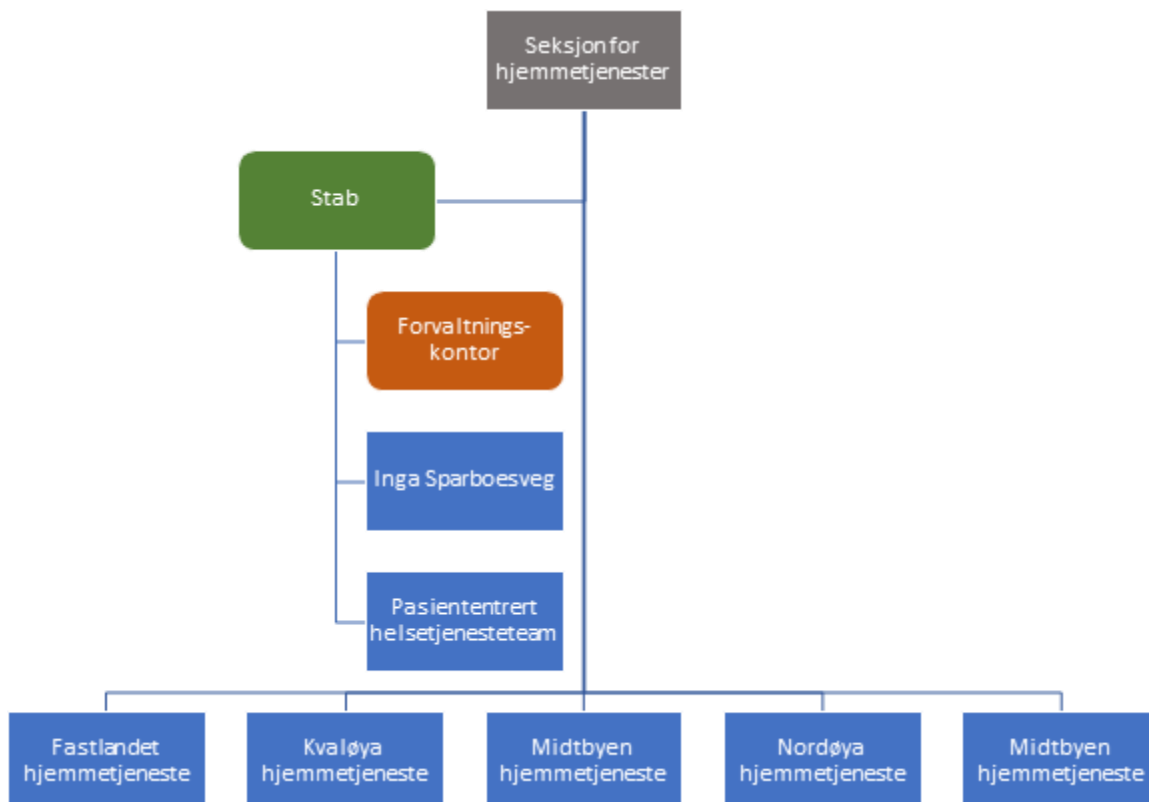 Seksjon for
hjemmetjenester
Stab
Forvaltnings-
kontor
Inga Sparboesveg
Pasiententrert
helsetjenesteteam
Fastlandet
hjemmetjeneste
Kvaløya
hjemmetjeneste
Midtbyen
hjemmetjeneste
Nordøya
hjemmetjeneste
Midtbyen
hjemmetjeneste